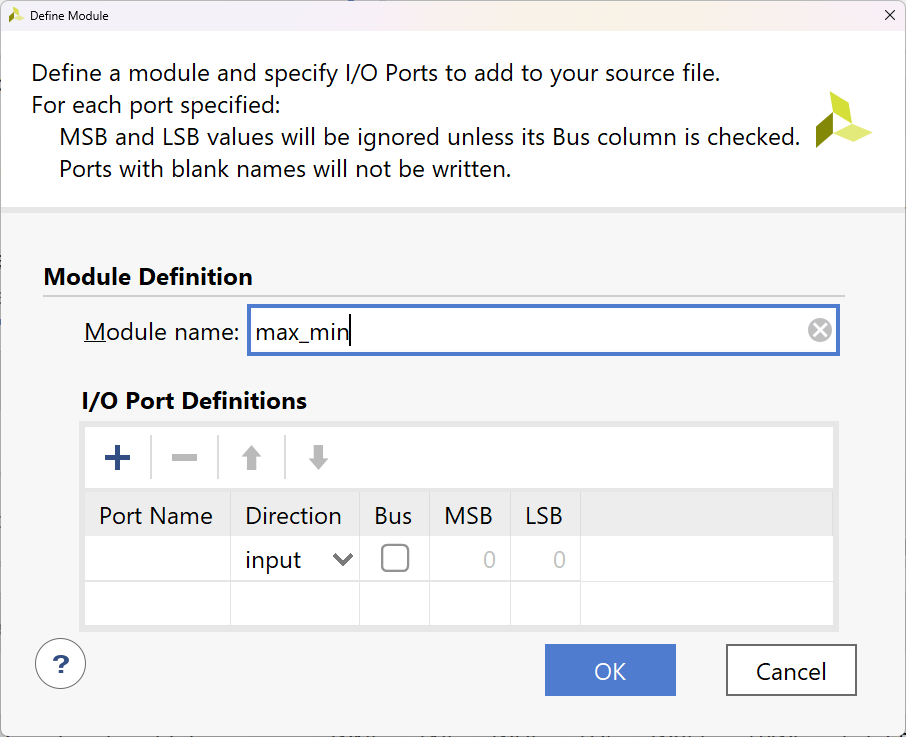 Define Module
Define a module and specify I/O Ports to add to your source file.
For each port specified:
MSB and LSB values will be ignored unless its Bus column is checked.
Ports with blank names will not be written.
Module Definition
Module name: max_min
I/O Port Definitions
Port Name Direction Bus MSB LSB
input 0 0
?
OK Cancel